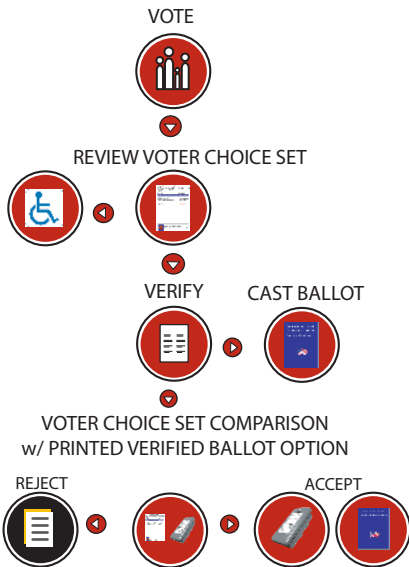 VOTE
REVIEW VOTER CHOICE SET
VERIFY
CAST BALLOT
VOTER CHOICE SET COMPARISON
w/ PRINTED VERIFIED BALLOT OPTION
REJECT
ACCEPT